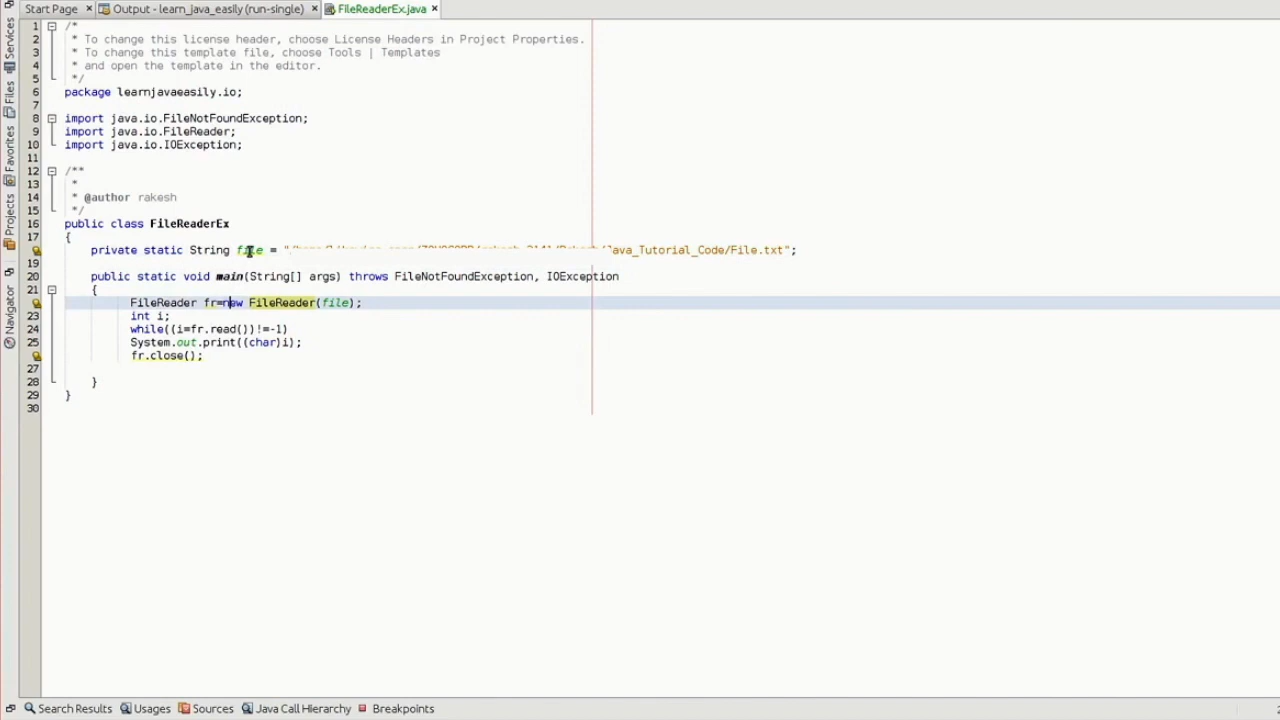 Start Page
Output - learn_java_easily (run-single)
FileReaderEx.java
Services
Files
Favorites
Projects
Navigator
1 /*
2 * To change this license header, choose License Headers in Project Properties.
3 * To change this template file, choose Tools | Templates
4 * and open the template in the editor.
5 */
6 package learnjavaeasily.io;
7
8 import java.io.FileNotFoundException;
9 import java.io.FileReader;
10 import java.io.IOException;
11
12 /**
13 *
14 * @author rakesh
15 */
16 public class FileReaderEx
17 {
private static String file = Java_Tutorial_Code/File.txt";
19
20 public static void main(String[] args) throws FileNotFoundException, IOException
21 {
FileReader fr=new FileReader(file);
23 int i;
24 while((i=fr.read())!=-1)
25 System.out.print((char)i);
fr.close();
27
28 }
29 }
30
Search Results Usages Sources Java Call Hierarchy Breakpoints